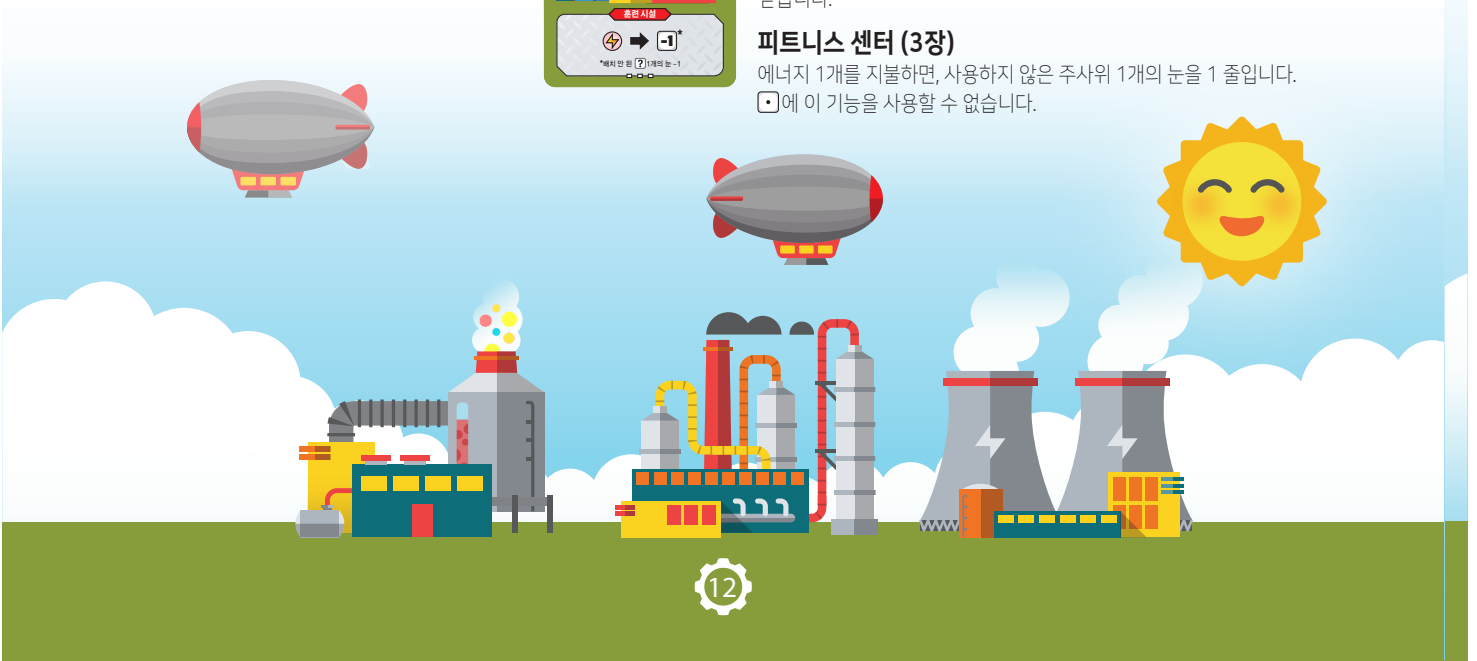 훈련 시설
-1*
*배치 안 된 ? 1개의 눈 -1
피트니스 센터 (3장)
에너지 1개를 지불하면, 사용하지 않은 주사위 1개의 눈을 1 줄입니다.
에 이 기능을 사용할 수 없습니다.
12